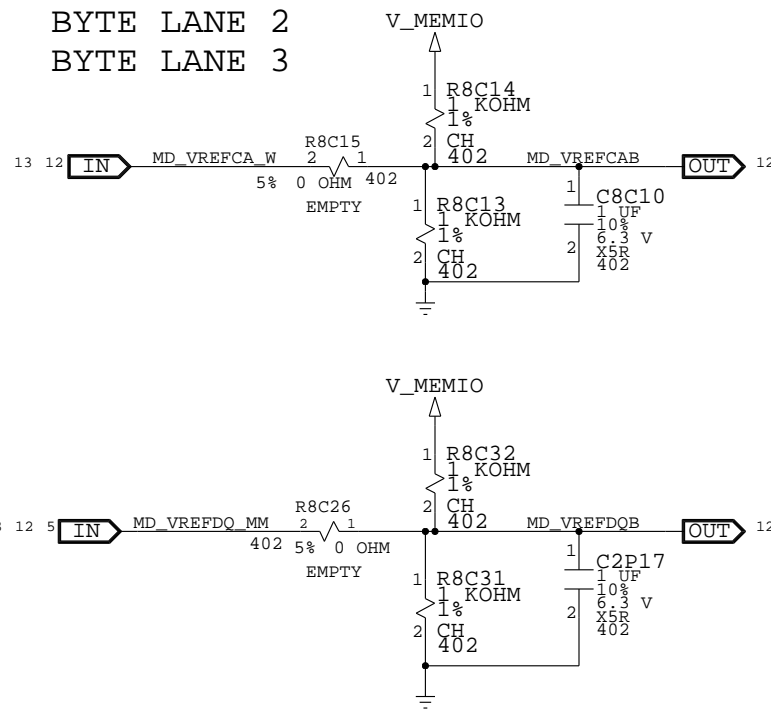 BYTE LANE 2
BYTE LANE 3
V_MEMIO
1 R8C14
1 KOHM
1%
2 CH
402
R8C15
13 12 IN MD_VREFCA_W 2 1 MD_VREFCAB OUT 12
5% 0 OHM 402
EMPTY
1 R8C13
1 KOHM
1%
2 CH
402
1 C8C10
1 UF
10%
2 6.3 V
X5R
402
V_MEMIO
1 R8C32
1 KOHM
1%
2 CH
402
R8C26
12 5 IN MD_VREFDQ_MM 2 1 MD_VREFDQB OUT 12
402 5% 0 OHM
EMPTY
1 R8C31
1 KOHM
1%
2 CH
402
1 C2P17
1 UF
10%
2 6.3 V
X5R
402